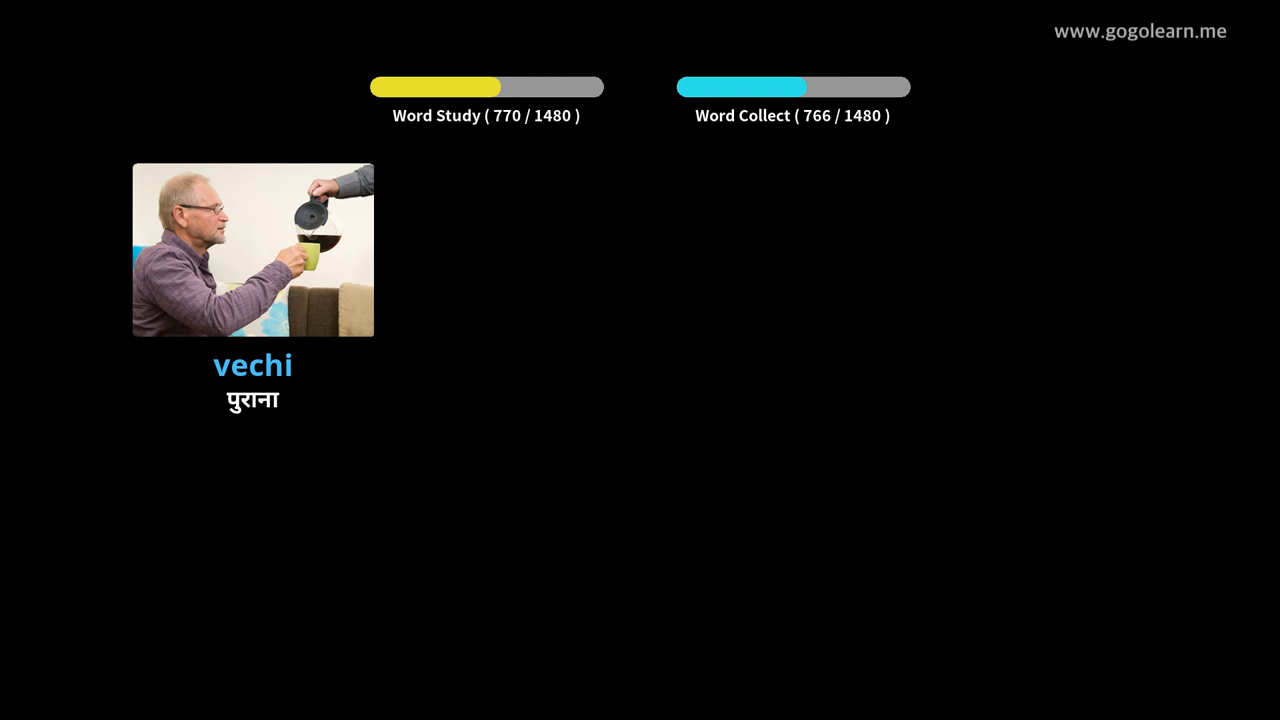 www.gogolearn.me
Word Study ( 770 / 1480 )
Word Collect ( 766 / 1480 )
vechi
पुराना